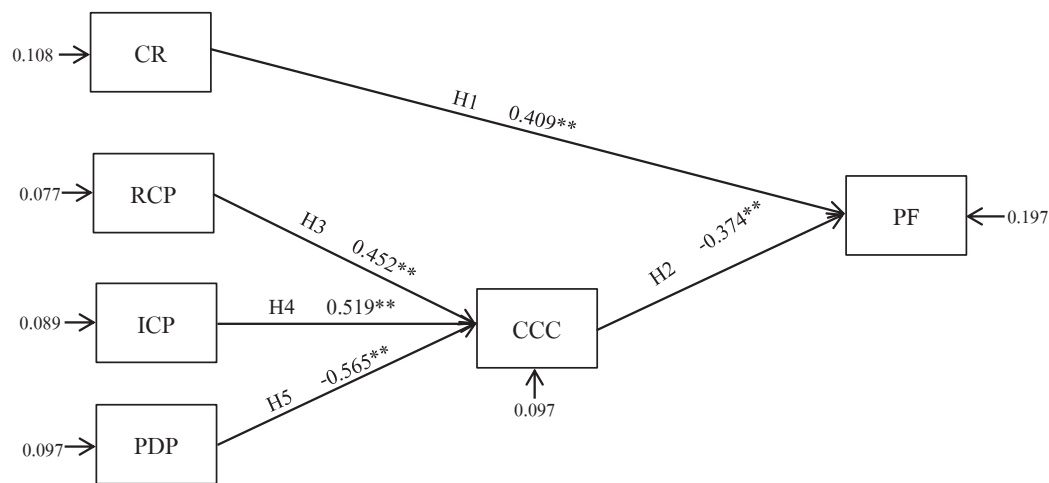 0.108
CR
H1 0.409**
0.077
RCP
H3 0.452**
PF
0.197
H2 -0.374**
0.089
ICP
H4 0.519**
CCC
H5 -0.565**
0.097
0.097
PDP